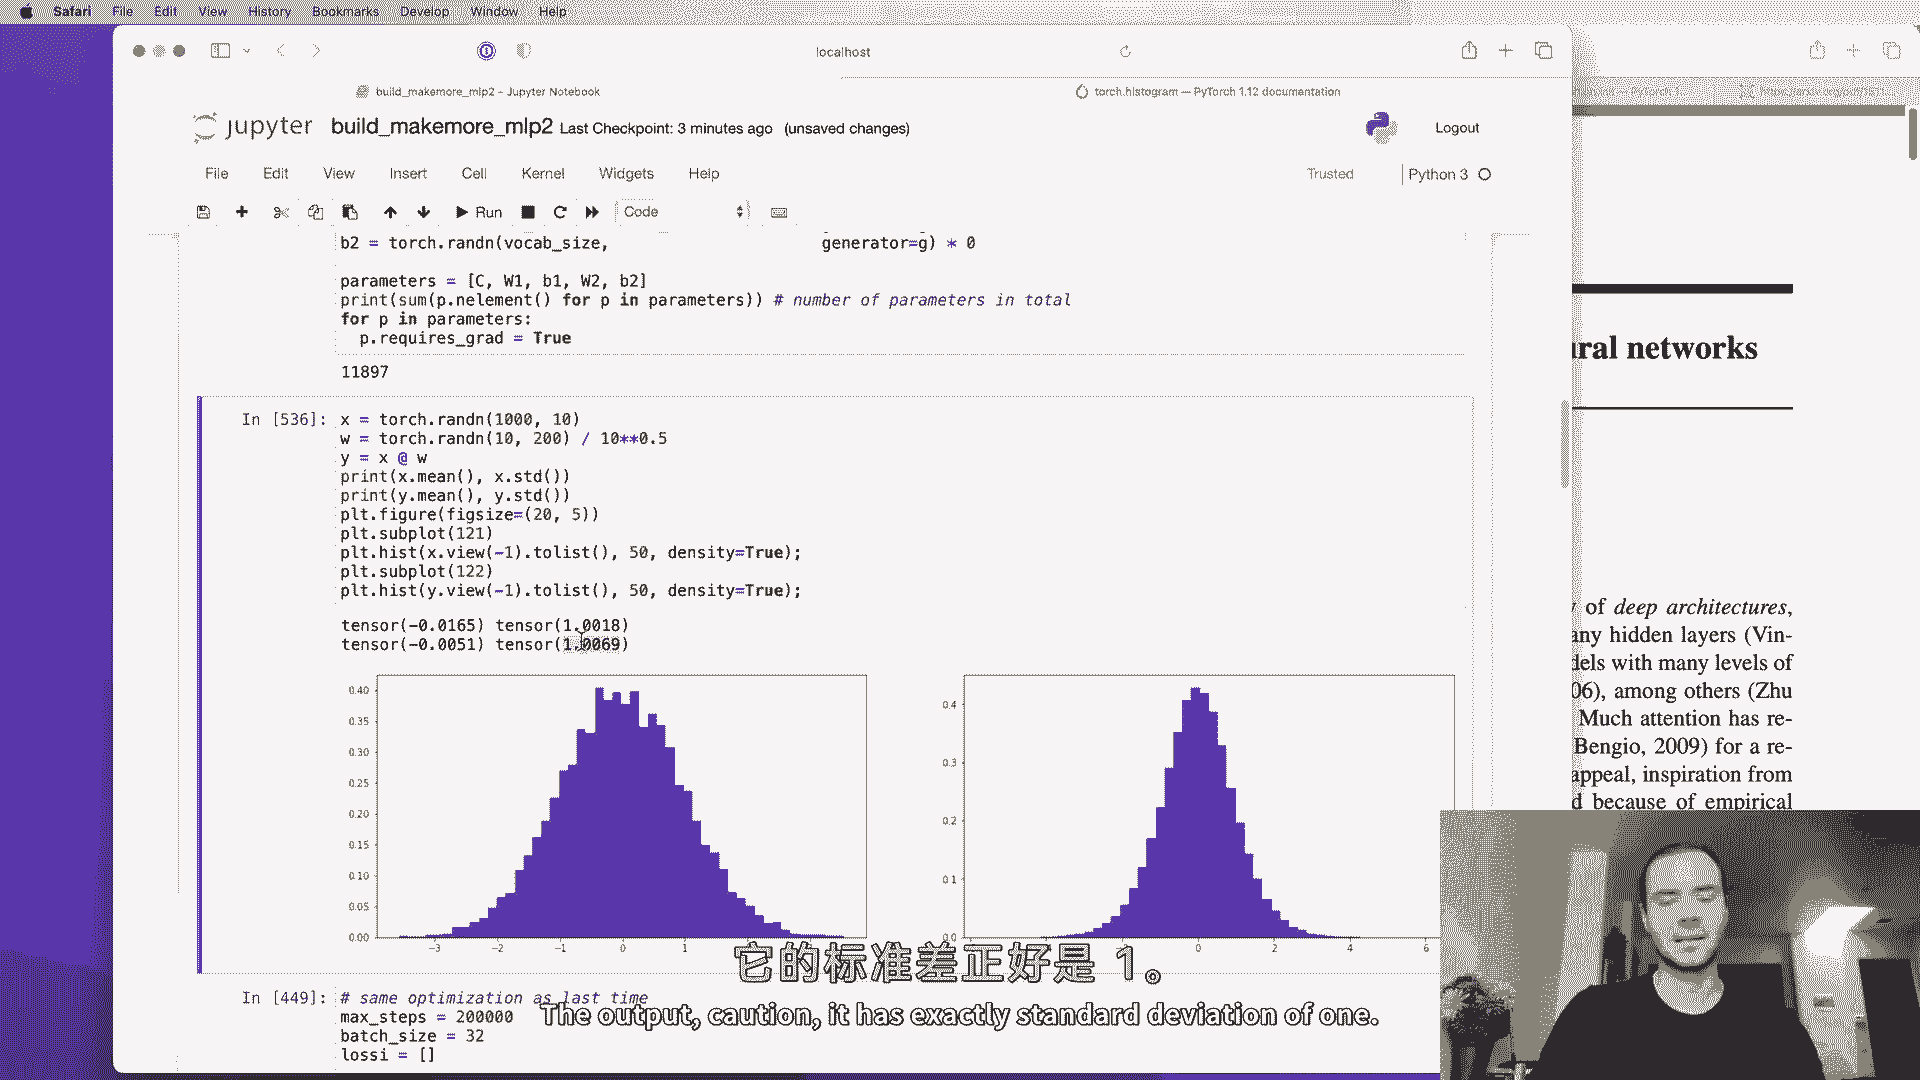 Safari File Edit View History Bookmarks Develop Window Help
localhost
build_makemore_mlp2 – Jupyter Notebook
torch.histogram — PyTorch 1.12 documentation
jupyter build_makemore_mlp2 Last Checkpoint: 3 minutes ago (unsaved changes)
Logout
File Edit View Insert Cell Kernel Widgets Help
Trusted
Python 3
Run
Code
b2 = torch.randn(vocab_size, generator=g) * 0
parameters = [C, W1, b1, W2, b2]
print(sum(p.nelement() for p in parameters)) # number of parameters in total
for p in parameters:
p.requires_grad = True
11897
In [536]:
x = torch.randn(1000, 10)
w = torch.randn(10, 200) / 10**0.5
y = x @ w
print(x.mean(), x.std())
print(y.mean(), y.std())
plt.figure(figsize=(20, 5))
plt.subplot(121)
plt.hist(x.view(-1).tolist(), 50, density=True);
plt.subplot(122)
plt.hist(y.view(-1).tolist(), 50, density=True);
tensor(-0.0165) tensor(1.0018)
tensor(-0.0051) tensor(1.0069)
0.40
0.35
0.30
0.25
0.20
0.15
0.10
0.05
0.00
−3 −2 −1 0 1
0.4
0.3
0.2
0.1
0.0
0 2 4 6
In [449]:
# same optimization as last time
max_steps = 200000
batch_size = 32
lossi = []
ral networks
of deep architectures,
any hidden layers (Vin-
dels with many levels of
06), among others (Zhu
Much attention has re-
Bengio, 2009) for a re-
appeal, inspiration from
d because of empirical
它的标准差正好是 1。
The output, caution, it has exactly standard deviation of one.